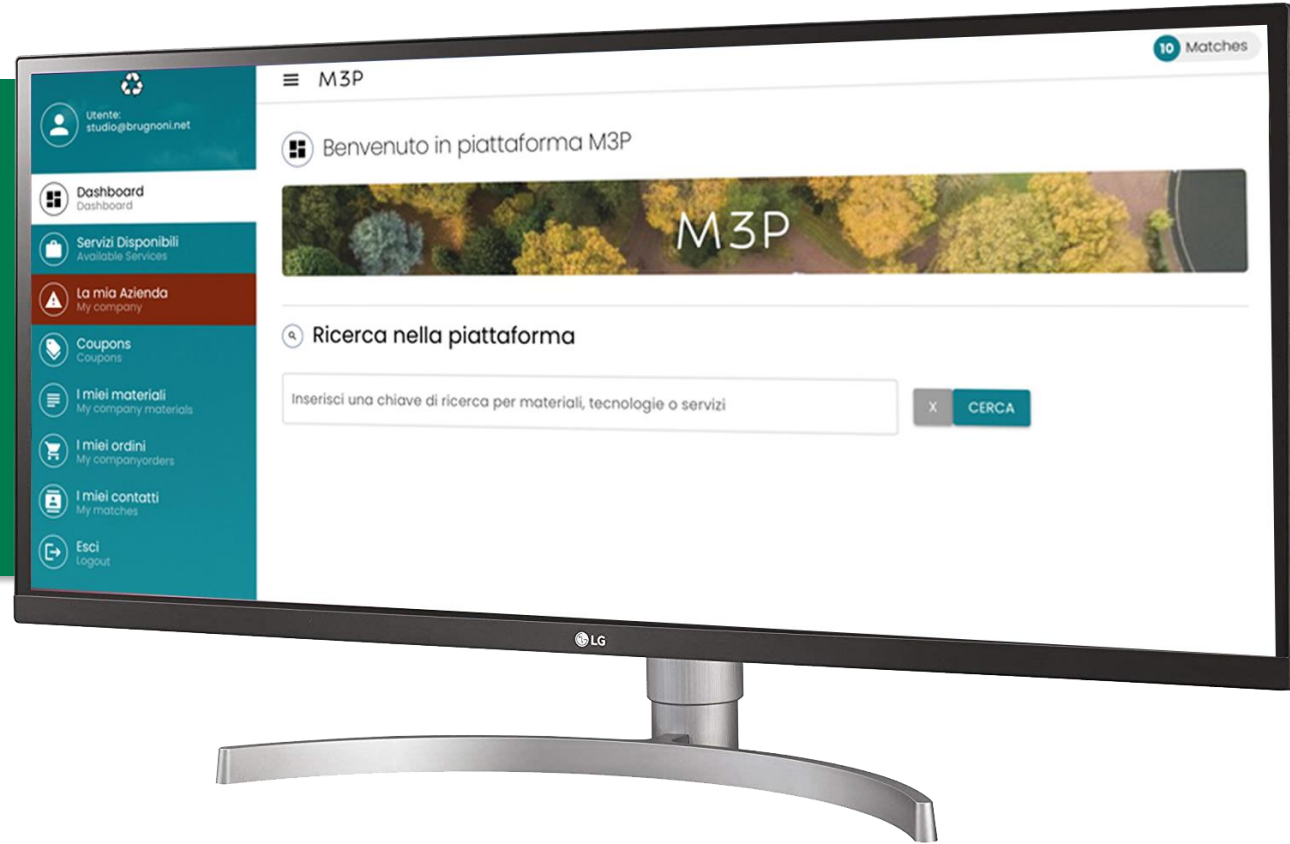 10 Matches
M3P
Utente:
studio@brugnoni.net
Benvenuto in piattaforma M3P
M3P
Dashboard
Dashboard
Servizi Disponibili
Available Services
La mia Azienda
My company
Coupons
Coupons
I miei materiali
My company materials
I miei ordini
My companyorders
I miei contatti
My matches
Esci
Logout
Ricerca nella piattaforma
Inserisci una chiave di ricerca per materiali, tecnologie o servizi
X CERCA
LG